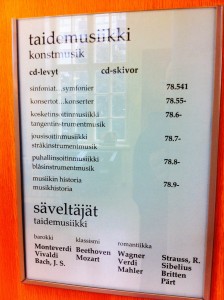 taidemusiikki
konstmusik
cd-levyt cd-skivor
sinfoniat...symfonier 78.541
konsertot...konserter 78.55-
kosketinsoitinmusiikki 78.6-
tangentinstrumentmusik
jousisoitinmusiikki 78.7-
stråkinstrumentmusik
puhallinsoitinmusiikki 78.8-
blåsinstrumentmusik
musiikin historia 78.9-
musikhistoria
säveltäjät
taidemusiikki
barokki klassismi romantiikka
Monteverdi Beethoven Wagner Strauss, R.
Vivaldi Mozart Verdi Sibelius
Bach, J. S. Mahler Britten
Pärt